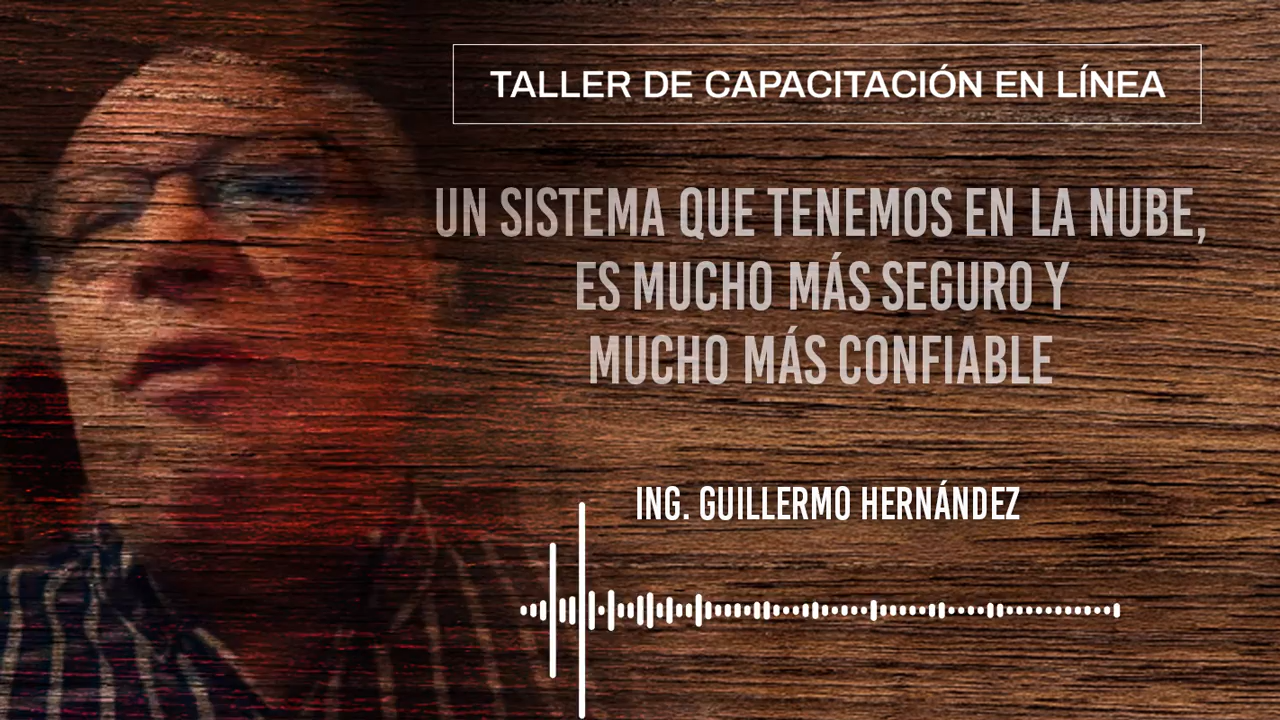 TALLER DE CAPACITACIÓN EN LÍNEA
UN SISTEMA QUE TENEMOS EN LA NUBE,
ES MUCHO MÁS SEGURO Y
MUCHO MÁS CONFIABLE
ING. GUILLERMO HERNÁNDEZ